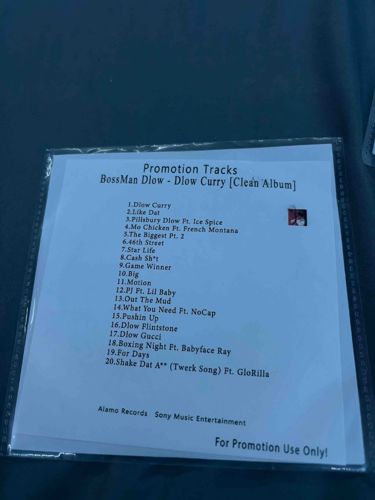 Promotion Tracks
BossMan Dlow - Dlow Curry [Clean Album]
1.Dlow Curry
2.Like Dat
3.Pillsbury Dlow Ft. Ice Spice
4.Mo Chicken Ft. French Montana
5.The Biggest Pt. 2
6.46th Street
7.Star Life
8.Cash Sh*t
9.Game Winner
10.Big
11.Motion
12.PJ Ft. Lil Baby
13.Out The Mud
14.What You Need Ft. NoCap
15.Pushin Up
16.Dlow Flintstone
17.Dlow Gucci
18.Boxing Night Ft. Babyface Ray
19.For Days
20.Shake Dat A** (Twerk Song) Ft. GloRilla
Alamo Records Sony Music Entertainment
For Promotion Use Only!